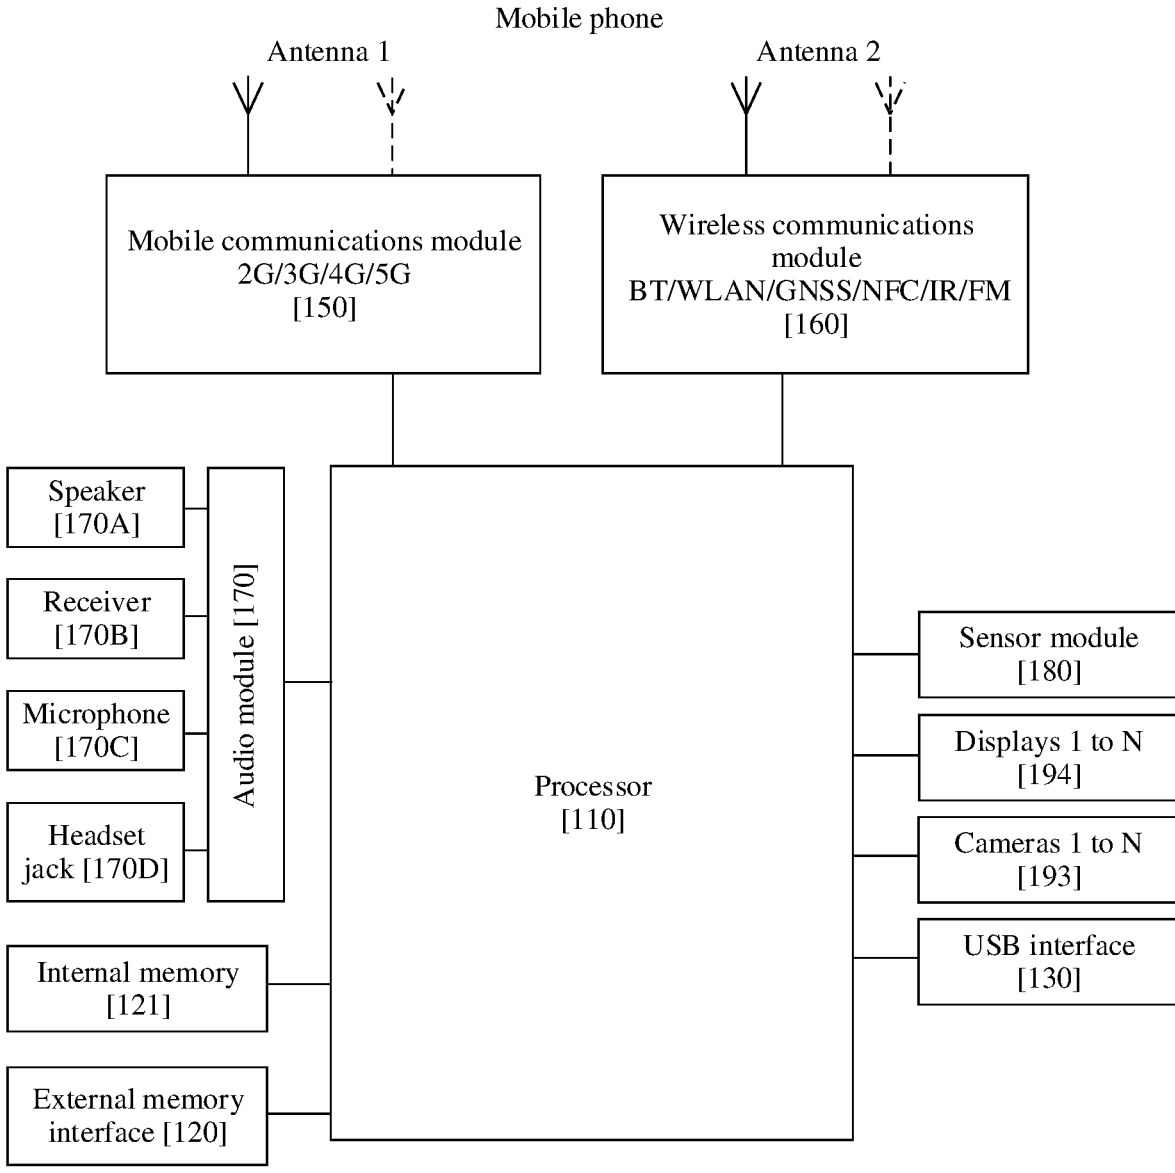 Mobile phone
Antenna 1
Antenna 2
Mobile communications module
2G/3G/4G/5G
[150]
Wireless communications
module
BT/WLAN/GNSS/NFC/IR/FM
[160]
Speaker
[170A]
Receiver
[170B]
Microphone
[170C]
Headset
jack [170D]
Audio module [170]
Internal memory
[121]
External memory
interface [120]
Processor
[110]
Sensor module
[180]
Displays 1 to N
[194]
Cameras 1 to N
[193]
USB interface
[130]